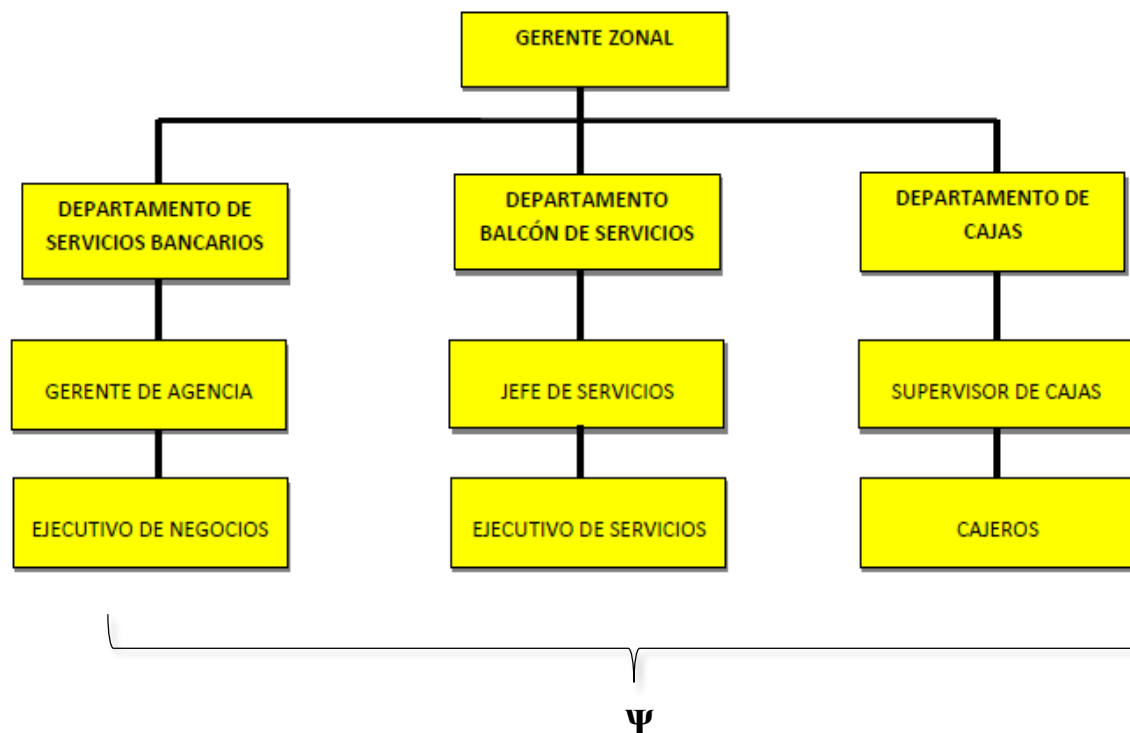 GERENTE ZONAL
DEPARTAMENTO DE
SERVICIOS BANCARIOS
DEPARTAMENTO
BALCÓN DE SERVICIOS
DEPARTAMENTO DE
CAJAS
GERENTE DE AGENCIA
JEFE DE SERVICIOS
SUPERVISOR DE CAJAS
EJECUTIVO DE NEGOCIOS
EJECUTIVO DE SERVICIOS
CAJEROS
Ψ